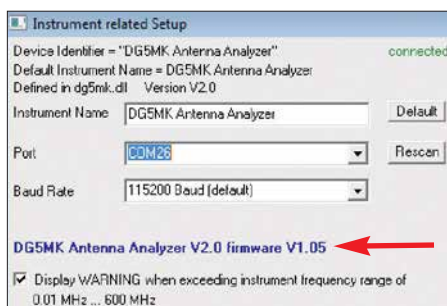 Instrument related Setup
Device Identifier = "DG5MK Antenna Analyzer" connected
Default Instrument Name = DG5MK Antenna Analyzer
Defined in dg5mk.dll Version V2.0
Instrument Name DG5MK Antenna Analyzer Default
Port COM26 Rescan
Baud Rate 115200 Baud (default)
DG5MK Antenna Analyzer V2.0 firmware V1.05
Display WARNING when exceeding instrument frequency range of
0.01 MHz ... 600 MHz